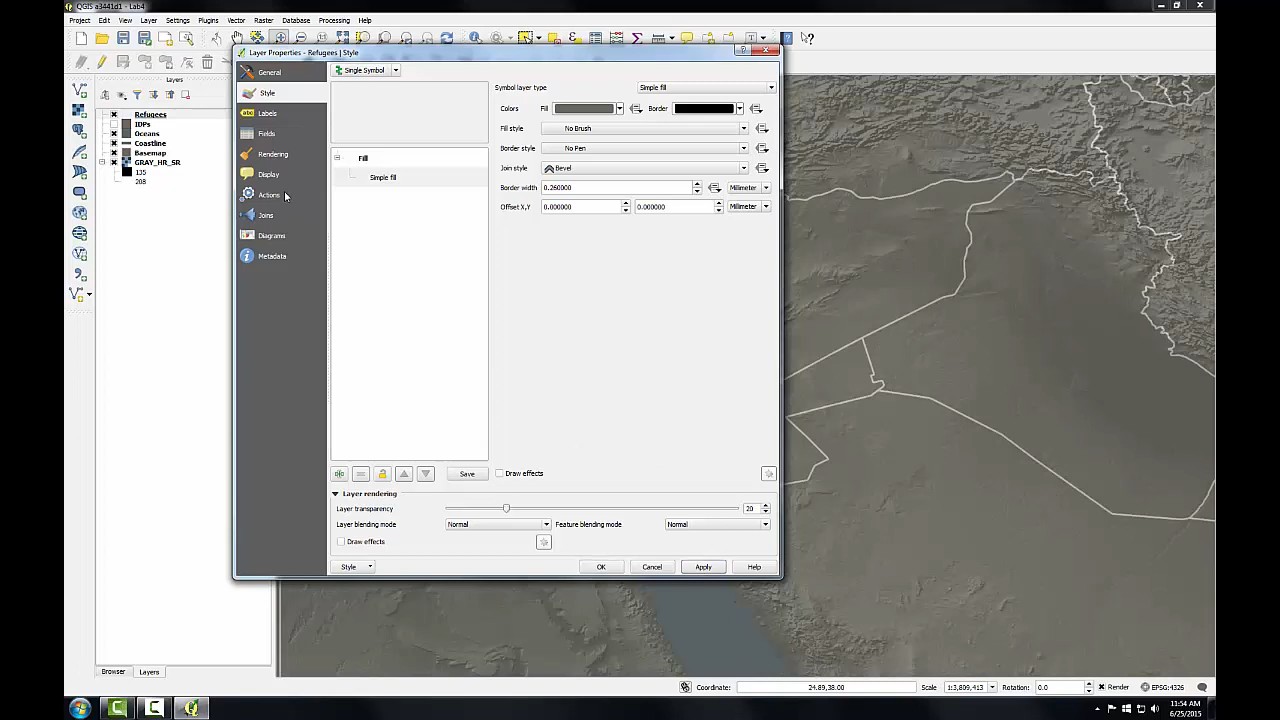 QGIS a3441d1 - Lab4
Project Edit View Layer Settings Plugins Vector Raster Database Processing Help
Layers
Refugees
IDPs
Oceans
Coastline
Basemap
GRAY_HR_SR
135
208
Browser Layers
Layer Properties - Refugees | Style
General
Style
Labels
Fields
Rendering
Display
Actions
Joins
Diagrams
Metadata
Single Symbol
Fill
Simple fill
Save
Symbol layer type Simple fill
Colors Fill Border
Fill style No Brush
Border style No Pen
Join style Bevel
Border width 0.260000 Millimeter
Offset X,Y 0.000000 0.000000 Millimeter
Draw effects
Layer rendering
Layer transparency 20
Layer blending mode Normal Feature blending mode Normal
Draw effects
Style OK Cancel Apply Help
Coordinate: 24.89,38.00 Scale 1:3,809,413 Rotation: 0.0 Render EPSG:4326
11:54 AM
6/25/2015